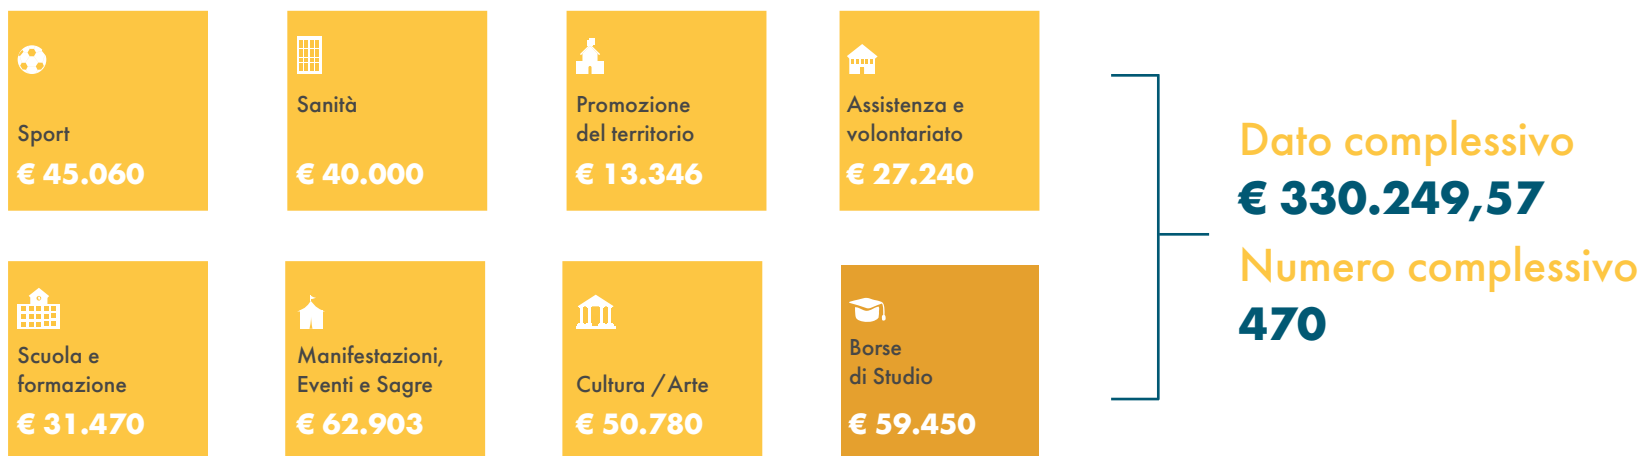 Sport
€ 45.060
Sanità
€ 40.000
Promozione
del territorio
€ 13.346
Assistenza e
volontariato
€ 27.240
Scuola e
formazione
€ 31.470
Manifestazioni,
Eventi e Sagre
€ 62.903
Cultura / Arte
€ 50.780
Borse
di Studio
€ 59.450
Dato complessivo
€ 330.249,57
Numero complessivo
470